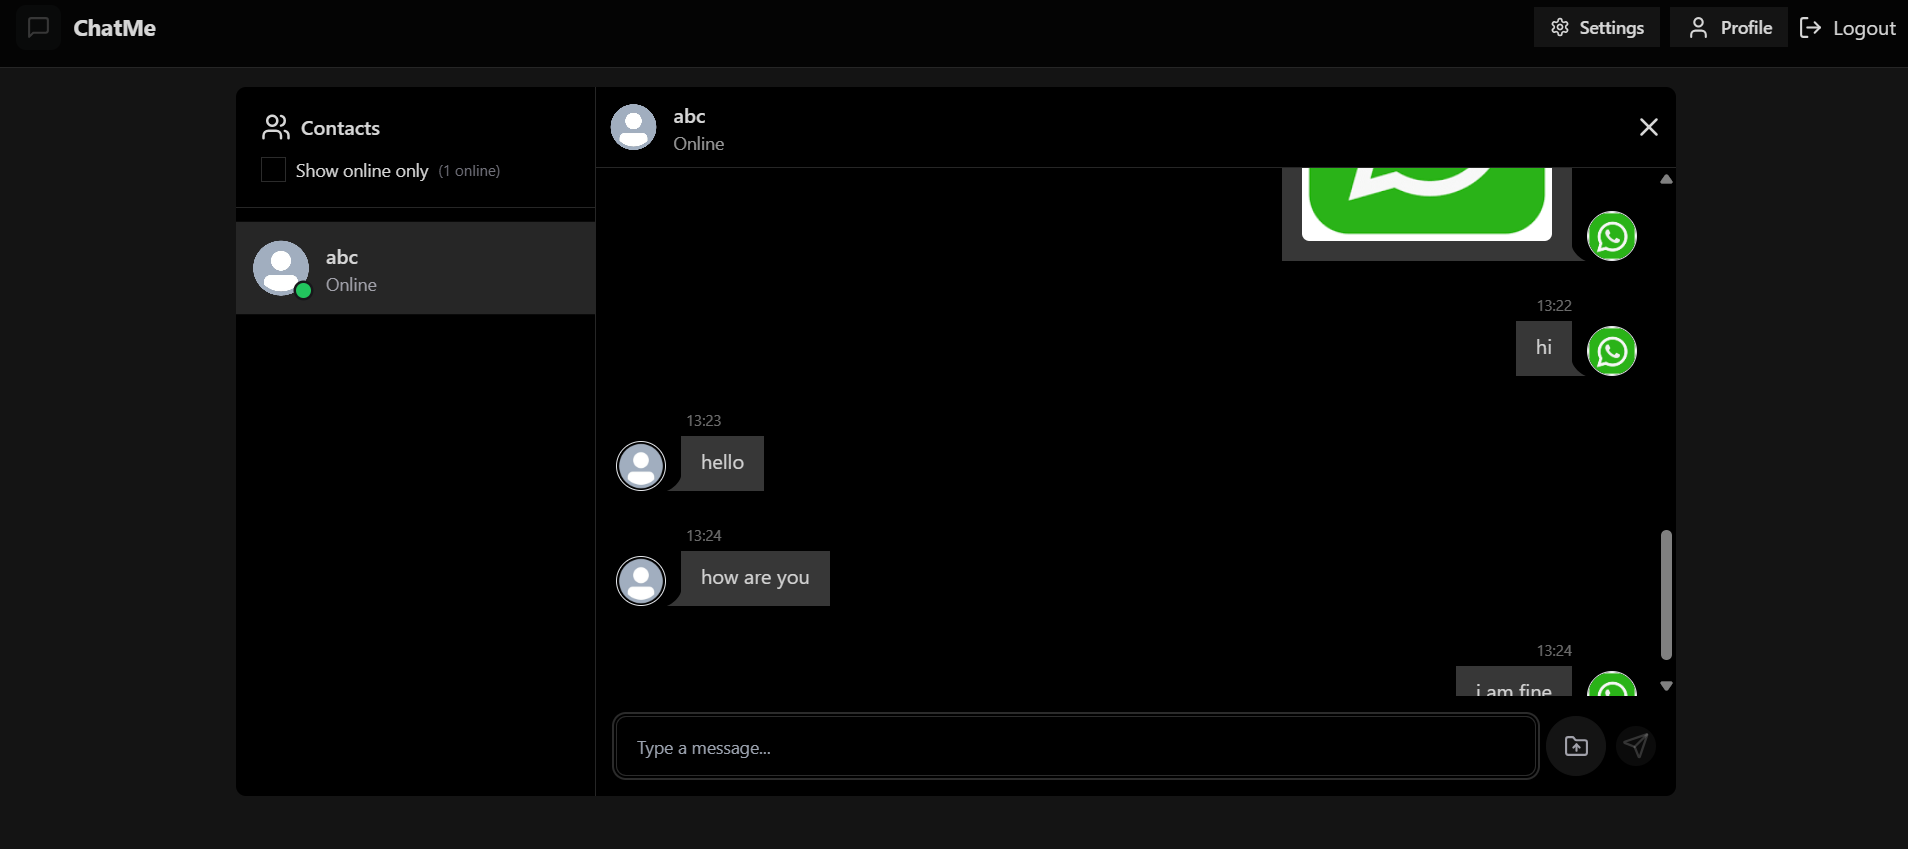 ChatMe
Settings
Profile
Logout
Contacts
Show online only (1 online)
abc
Online
abc
Online
13:22
hi
13:23
hello
13:24
how are you
13:24
i am fine
Type a message...